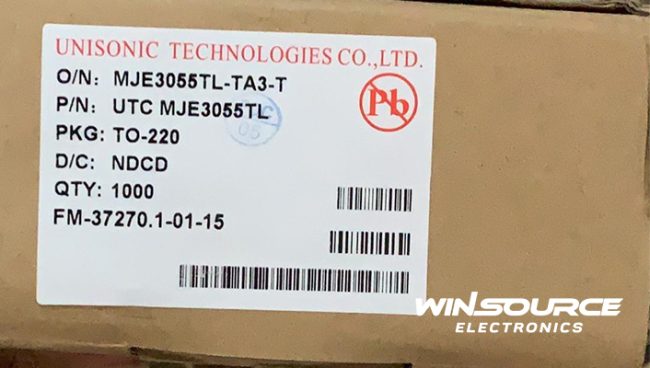 UNISONIC TECHNOLOGIES CO.,LTD.
O/N: MJE3055TL-TA3-T
P/N: UTC MJE3055TL
Pb
PKG: TO-220
D/C: NDCD
QTY: 1000
FM-37270.1-01-15
WINSOURCE
ELECTRONICS